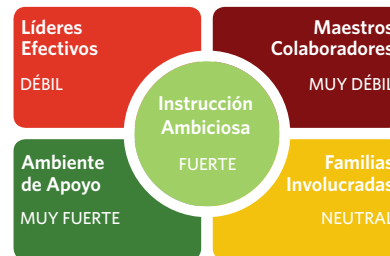 Líderes
Efectivos
DÉBIL
Maestros
Colaboradores
MUY DÉBIL
Instrucción
Ambiciosa
FUERTE
Ambiente
de Apoyo
MUY FUERTE
Familias
Involucradas
NEUTRAL